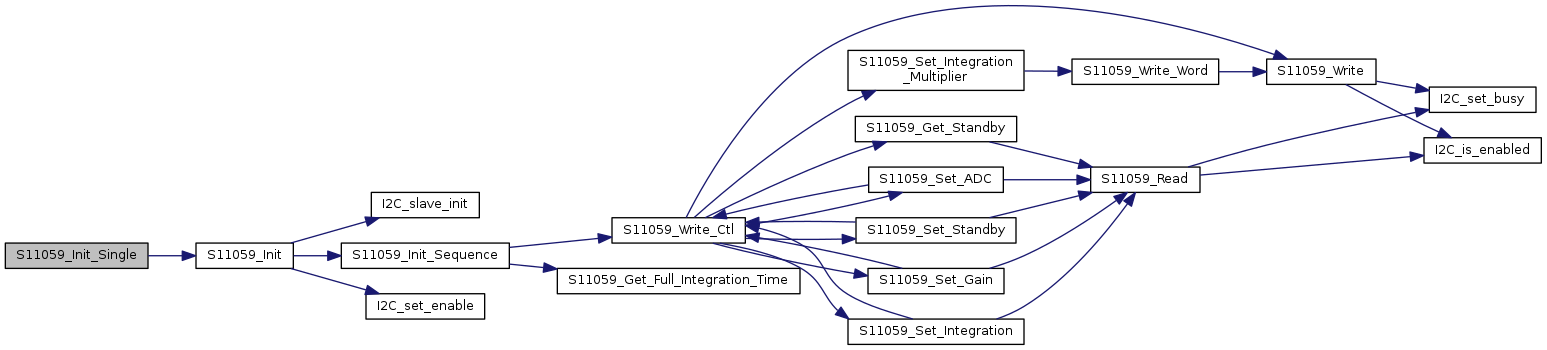 S11059_Init_Single
S11059_Init
I2C_slave_init
S11059_Init_Sequence
I2C_set_enable
S11059_Write_Ctl
S11059_Get_Full_Integration_Time
S11059_Set_Integration
_Multiplier
S11059_Get_Standby
S11059_Set_ADC
S11059_Set_Standby
S11059_Set_Gain
S11059_Set_Integration
S11059_Write_Word
S11059_Read
S11059_Write
I2C_set_busy
I2C_is_enabled